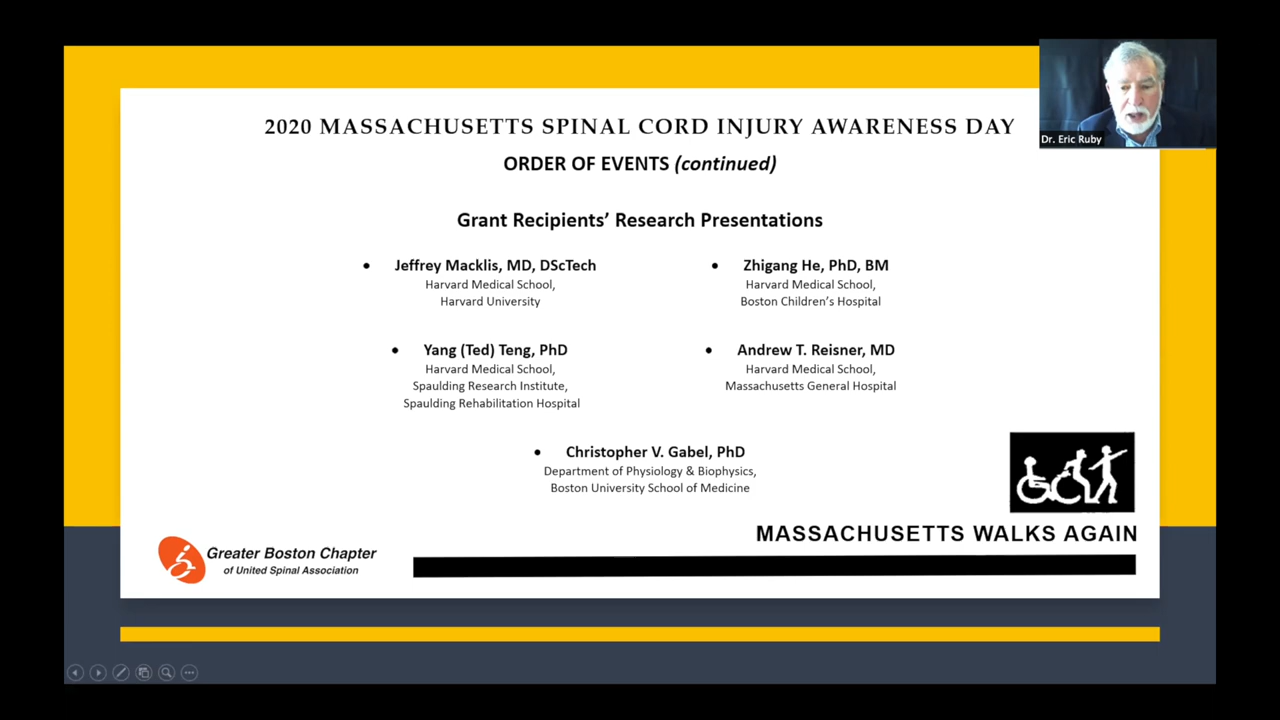 2020 MASSACHUSETTS SPINAL CORD INJURY AWARENESS DAY
Dr. Eric Ruby
ORDER OF EVENTS (continued)
Grant Recipients’ Research Presentations
• Jeffrey Macklis, MD, DScTech
Harvard Medical School,
Harvard University
• Zhigang He, PhD, BM
Harvard Medical School,
Boston Children’s Hospital
• Yang (Ted) Teng, PhD
Harvard Medical School,
Spaulding Research Institute,
Spaulding Rehabilitation Hospital
• Andrew T. Reisner, MD
Harvard Medical School,
Massachusetts General Hospital
• Christopher V. Gabel, PhD
Department of Physiology & Biophysics,
Boston University School of Medicine
MASSACHUSETTS WALKS AGAIN
Greater Boston Chapter
of United Spinal Association